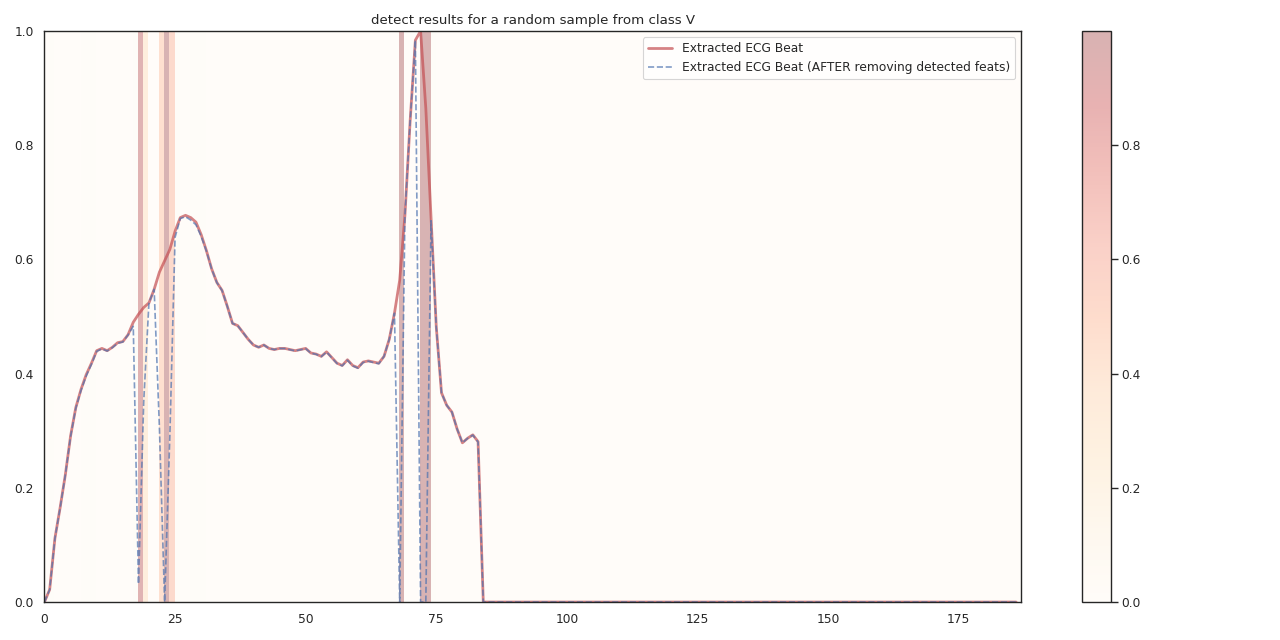 detect results for a random sample from class V
Extracted ECG Beat
Extracted ECG Beat (AFTER removing detected feats)
1.0
0.8
0.6
0.4
0.2
0.0
0 25 50 75 100 125 150 175
0.8
0.6
0.4
0.2
0.0